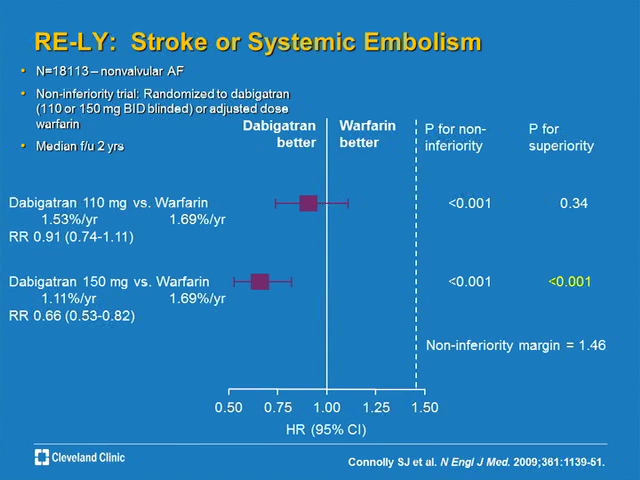 RE-LY: Stroke or Systemic Embolism
• N=18113 – nonvalvular AF
• Non-inferiority trial: Randomized to dabigatran
(110 or 150 mg BID blinded) or adjusted dose
warfarin
• Median f/u 2 yrs
Dabigatran
better
Warfarin
better
P for non-
inferiority
P for
superiority
Dabigatran 110 mg vs. Warfarin
1.53%/yr 1.69%/yr
RR 0.91 (0.74-1.11)
<0.001 0.34
Dabigatran 150 mg vs. Warfarin
1.11%/yr 1.69%/yr
RR 0.66 (0.53-0.82)
<0.001 <0.001
Non-inferiority margin = 1.46
0.50 0.75 1.00 1.25 1.50
HR (95% CI)
Cleveland Clinic
Connolly SJ et al. N Engl J Med. 2009;361:1139-51.